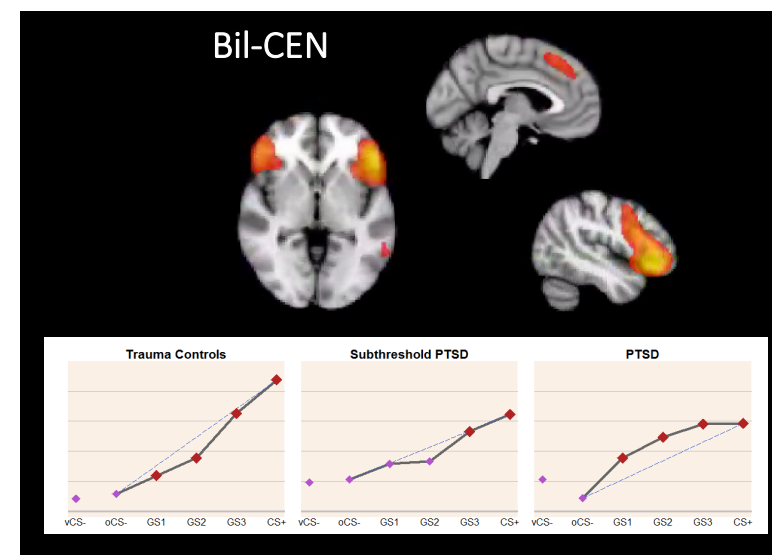 Bil-CEN
Trauma Controls
vCS-
oCS-
GS1
GS2
GS3
CS+
Subthreshold PTSD
vCS-
oCS-
GS1
GS2
GS3
CS+
PTSD
vCS-
oCS-
GS1
GS2
GS3
CS+